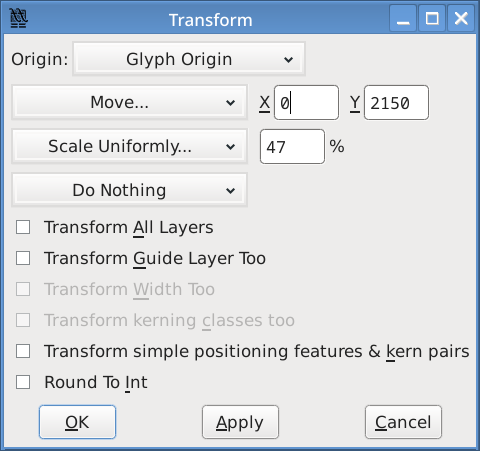 Transform
Origin: Glyph Origin
Move... X 0 Y 2150
Scale Uniformly... 47 %
Do Nothing
Transform All Layers
Transform Guide Layer Too
Transform Width Too
Transform kerning classes too
Transform simple positioning features & kern pairs
Round To Int
OK Apply Cancel